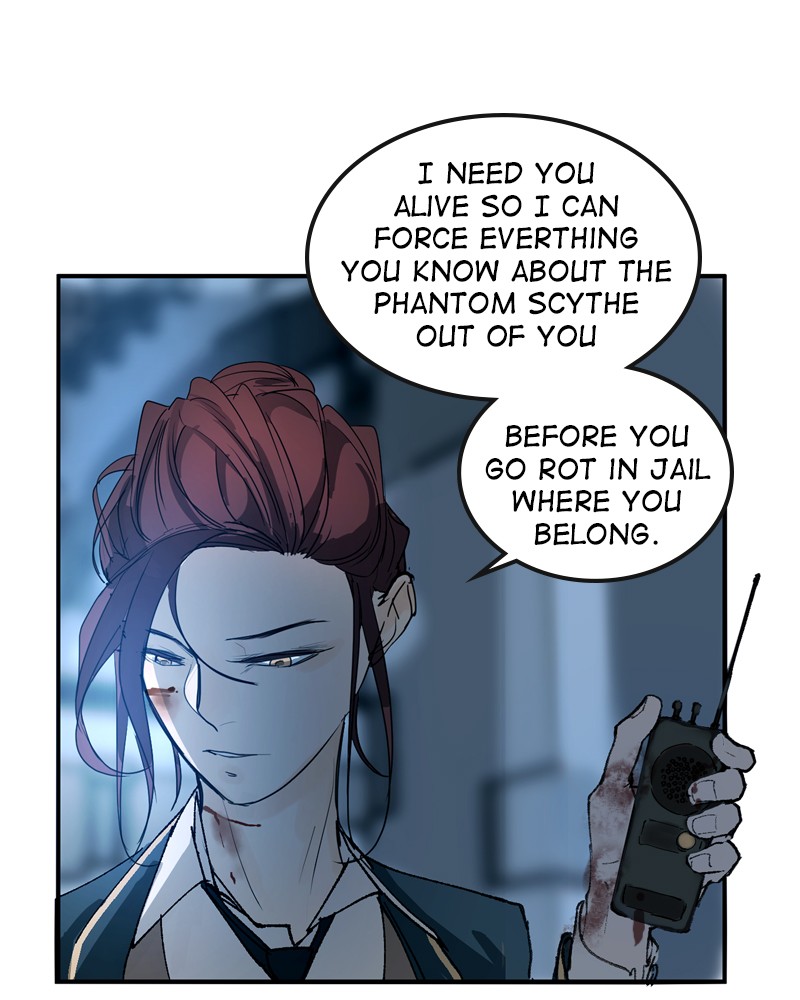 I NEED YOU
ALIVE SO I CAN
FORCE EVERTHING
YOU KNOW ABOUT THE
PHANTOM SCYTHE
OUT OF YOU
BEFORE YOU
GO ROT IN JAIL
WHERE YOU
BELONG.